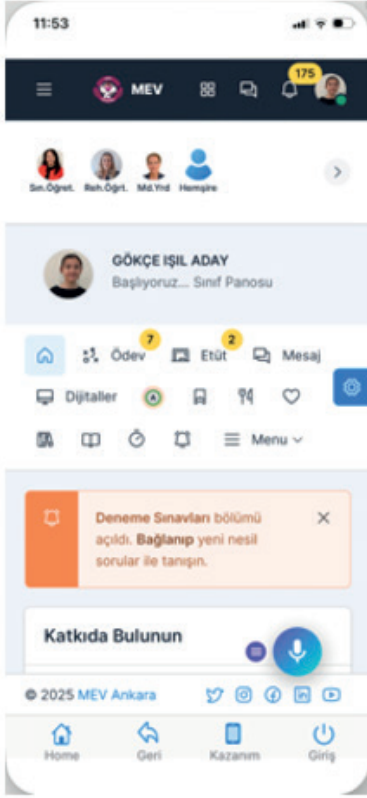 11:53
MEV
175
Sın.Öğret. Reh.Öğrt. Md.Yrd Hemşire
GÖKÇE IŞIL ADAY
Başlıyoruz... Sınıf Panosu
7
2
Ödev Etüt Mesaj
Dijitaller
Menu
Deneme Sınavları bölümü
açıldı. Bağlanıp yeni nesil
sorular ile tanışın.
Katkıda Bulunun
© 2025 MEV Ankara
Home Geri Kazanım Giriş